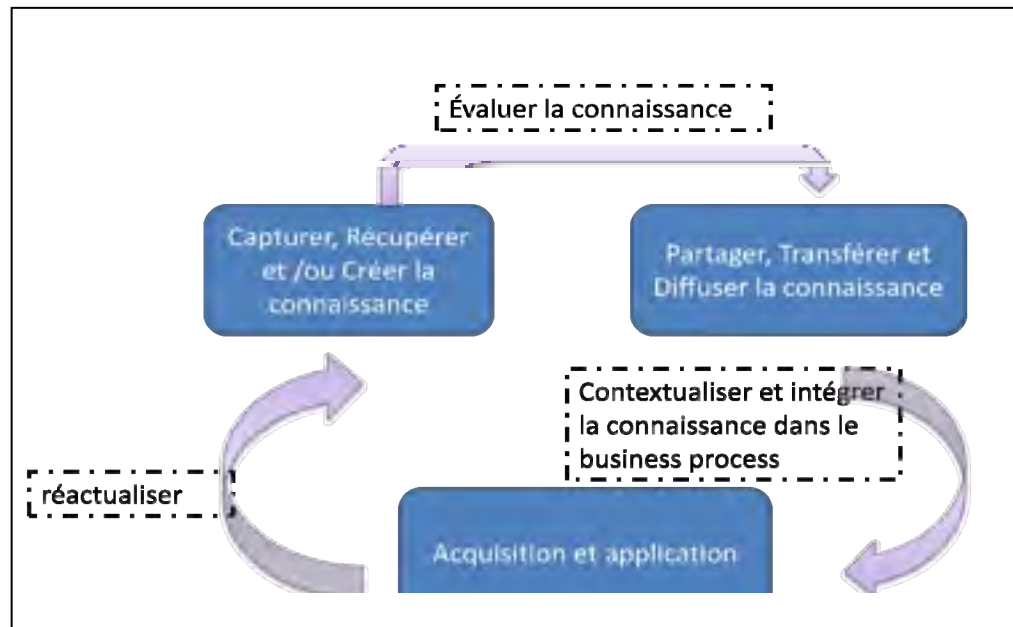 Évaluer la connaissance
Capturer, Récupérer
et /ou Créer la
connaissance
Partager, Transférer et
Diffuser la connaissance
Contextualiser et intégrer
la connaissance dans le
business process
réactualiser
Acquisition et application